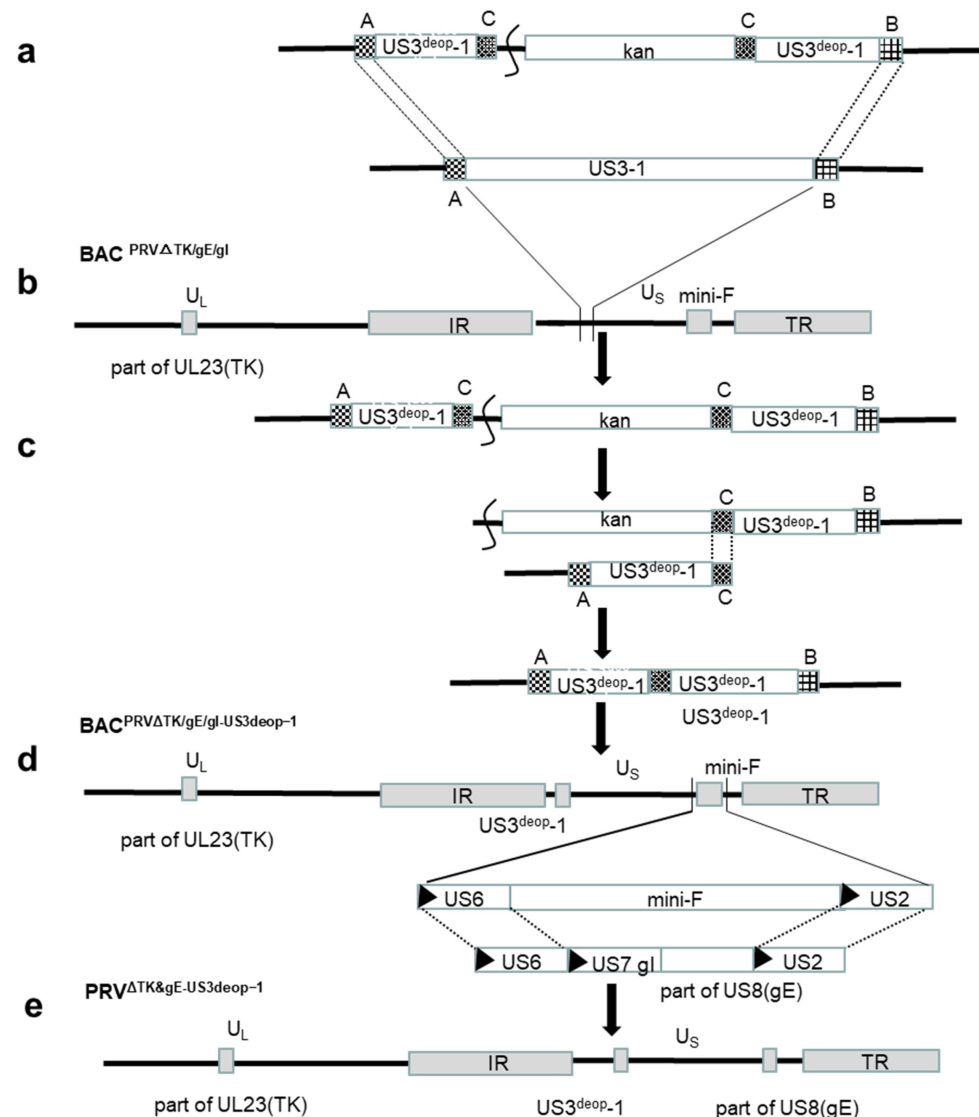 a
A
C
B
US3deop-1
kan
US3deop-1
US3-1
A
B
BAC PRVΔTK/gE/gI
b
UL
US
mini-F
IR
TR
part of UL23(TK)
c
A
C
C
B
US3deop-1
kan
US3deop-1
C
B
kan
US3deop-1
US3deop-1
A
C
A
B
US3deop-1
US3deop-1
US3deop-1
BACPRVΔTK/gE/gI-US3deop-1
d
UL
US
mini-F
IR
TR
US3deop-1
part of UL23(TK)
US6
mini-F
US2
US6
US7 gI
US2
part of US8(gE)
PRVΔTK&gE-US3deop-1
e
UL
US
IR
TR
part of UL23(TK)
US3deop-1
part of US8(gE)